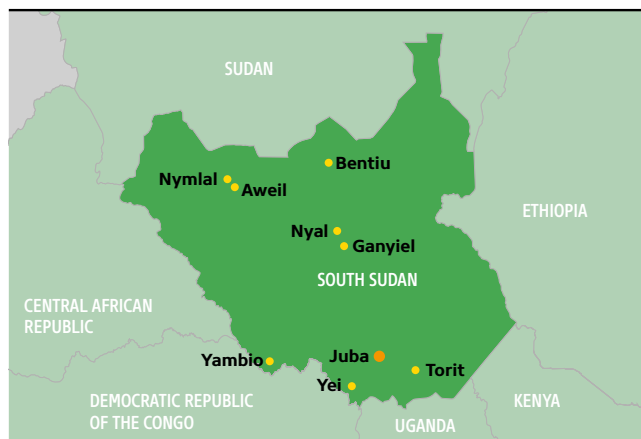 SUDAN
Bentiu
Nymlal
Aweil
ETHIOPIA
Nyal
Ganyiel
SOUTH SUDAN
CENTRAL AFRICAN
REPUBLIC
Juba
Yambio
Torit
Yei
DEMOCRATIC REPUBLIC
OF THE CONGO
KENYA
UGANDA